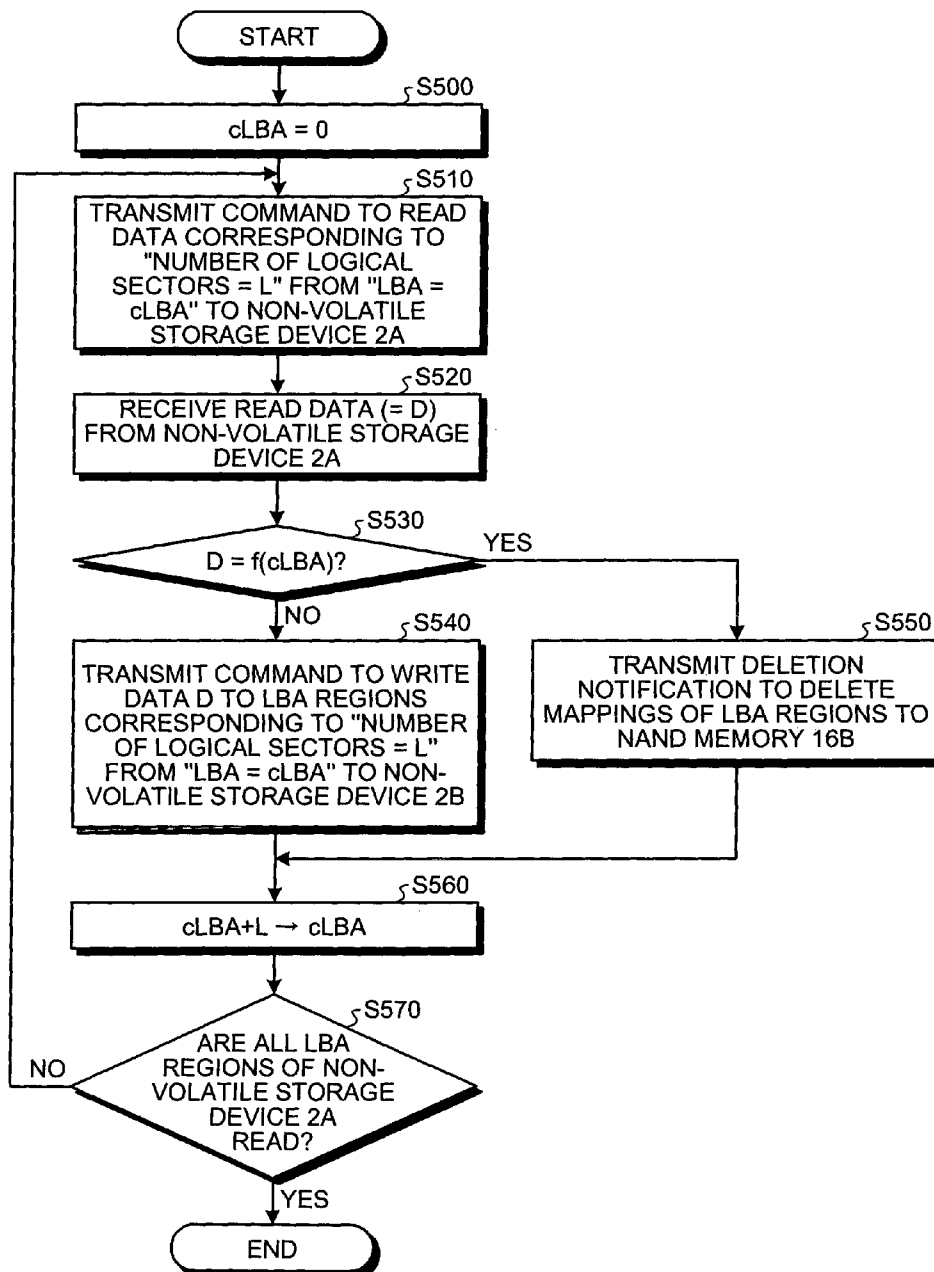 START
S500
cLBA = 0
S510
TRANSMIT COMMAND TO READ
DATA CORRESPONDING TO
"NUMBER OF LOGICAL
SECTORS = L" FROM "LBA =
cLBA" TO NON-VOLATILE
STORAGE DEVICE 2A
S520
RECEIVE READ DATA (= D)
FROM NON-VOLATILE STORAGE
DEVICE 2A
S530
D = f(cLBA)?
YES
NO
S540
TRANSMIT COMMAND TO WRITE
DATA D TO LBA REGIONS
CORRESPONDING TO "NUMBER
OF LOGICAL SECTORS = L"
FROM "LBA = cLBA" TO NON-
VOLATILE STORAGE DEVICE 2B
S550
TRANSMIT DELETION
NOTIFICATION TO DELETE
MAPPINGS OF LBA REGIONS TO
NAND MEMORY 16B
S560
cLBA+L → cLBA
S570
ARE ALL LBA
REGIONS OF NON-
VOLATILE STORAGE
DEVICE 2A
READ?
NO
YES
END